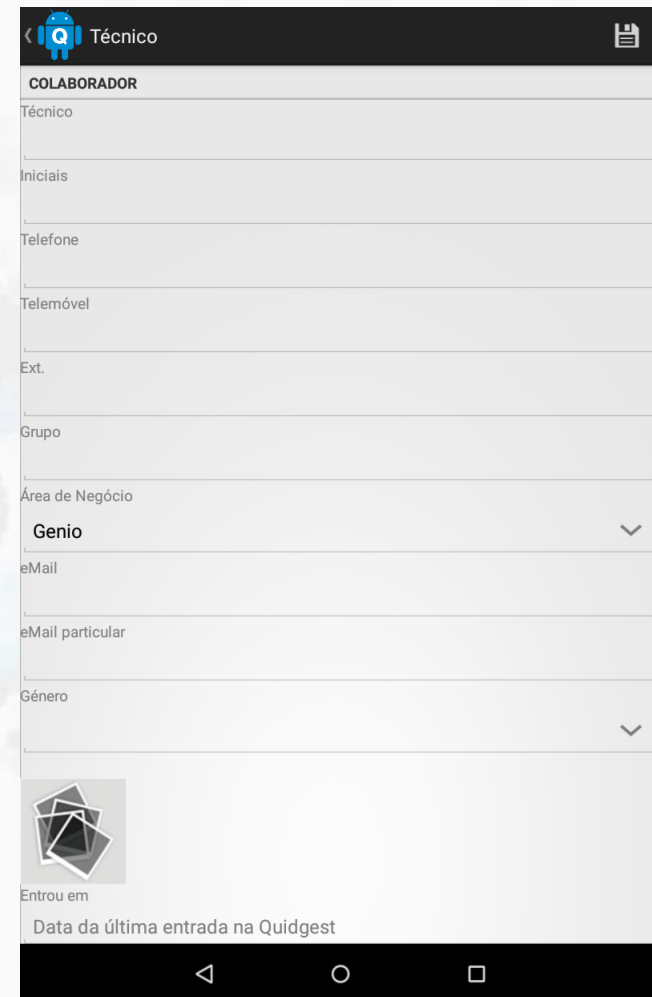 Q Técnico
COLABORADOR
Técnico
Iniciais
Telefone
Telemóvel
Ext.
Grupo
Área de Negócio
Genio
eMail
eMail particular
Género
Entrou em
Data da última entrada na Quidgest